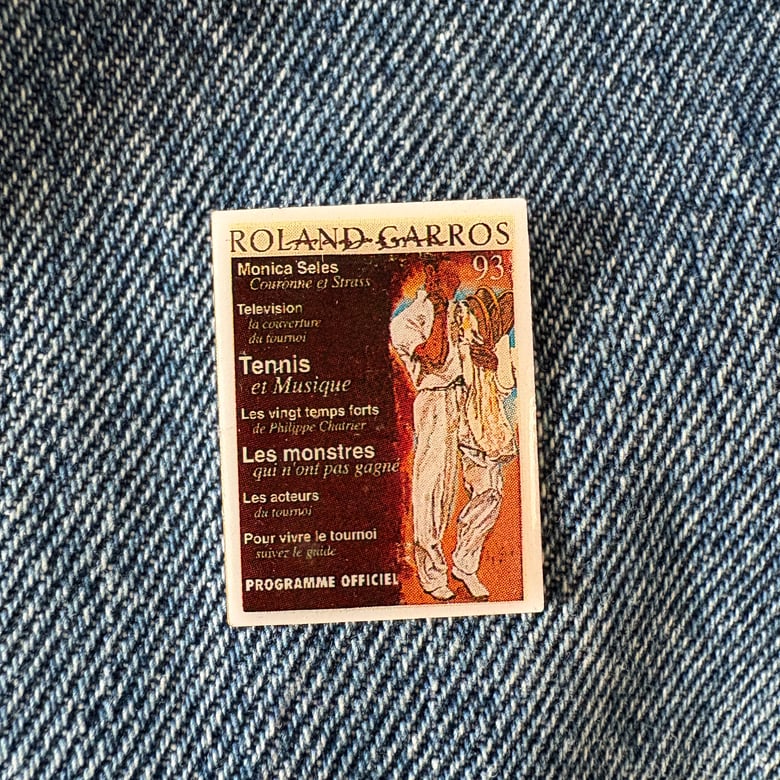 ROLAND GARROS
93
Monica Seles
Couronne et Strass
Television
la couverture
du tournoi
Tennis
et Musique
Les vingt temps forts
de Philippe Chatrier
Les monstres
qui n'ont pas gagné
Les acteurs
du tournoi
Pour vivre le tournoi
suivez le guide
PROGRAMME OFFICIEL